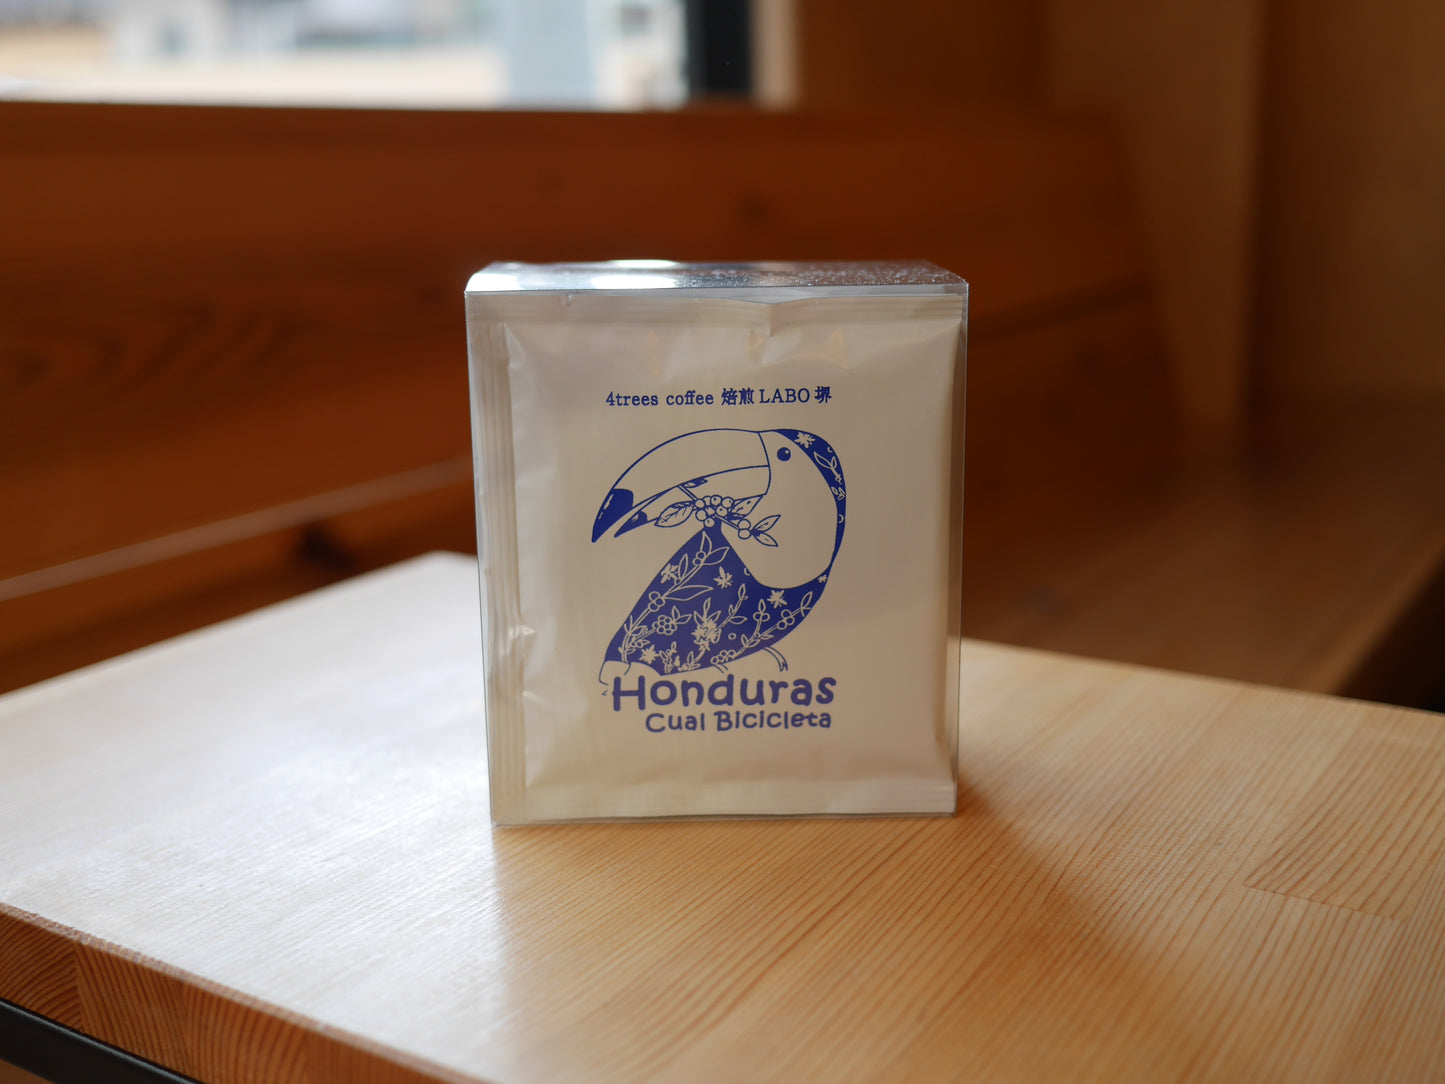 4trees coffee 焙煎 LABO 堺
Honduras
Cual Bicicleta